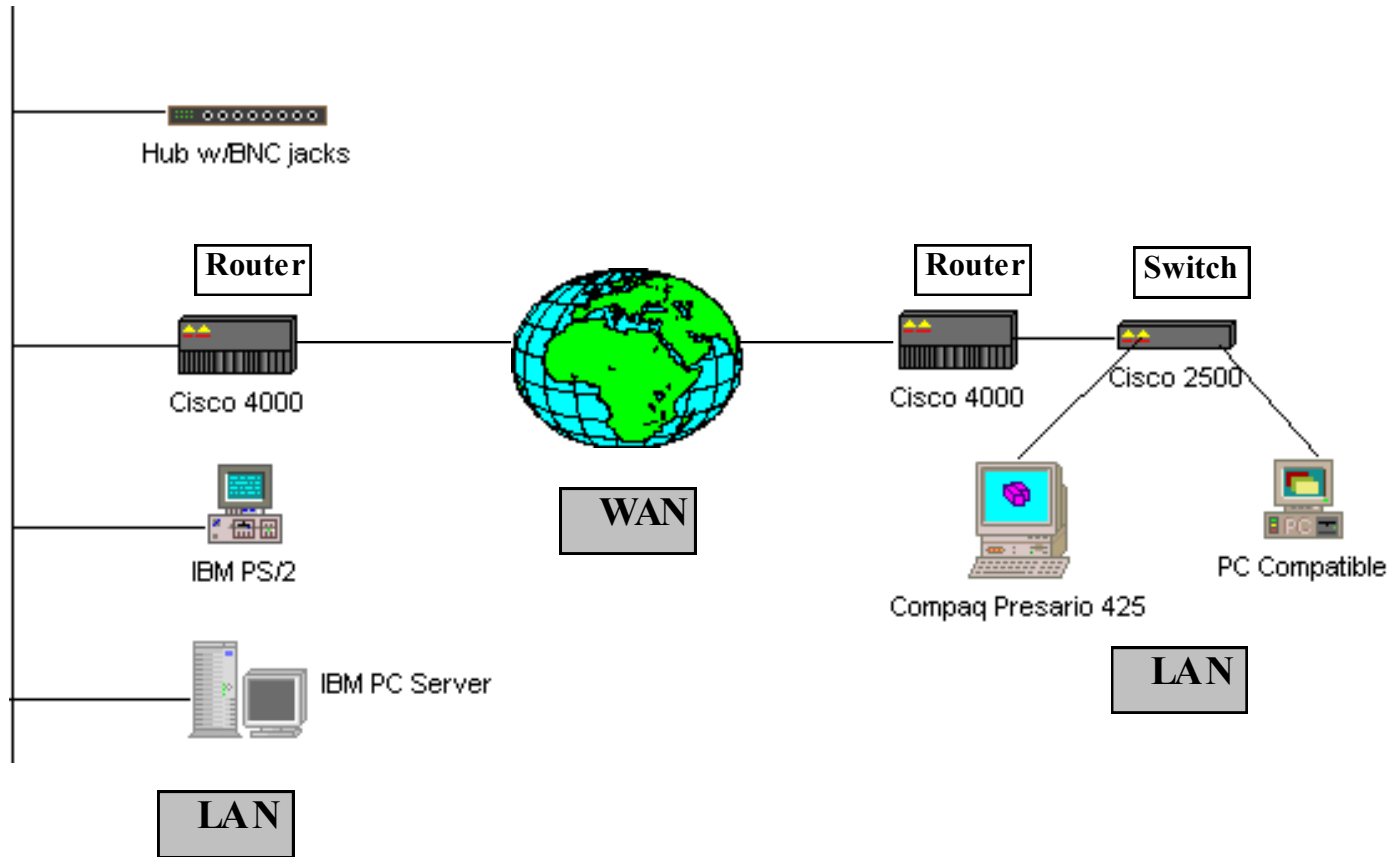 Hub w/BNC jacks
Router
Router
Switch
Cisco 4000
Cisco 4000
Cisco 2500
WAN
IBM PS/2
PC
PC Compatible
Compaq Presario 425
IBM PC Server
LAN
LAN